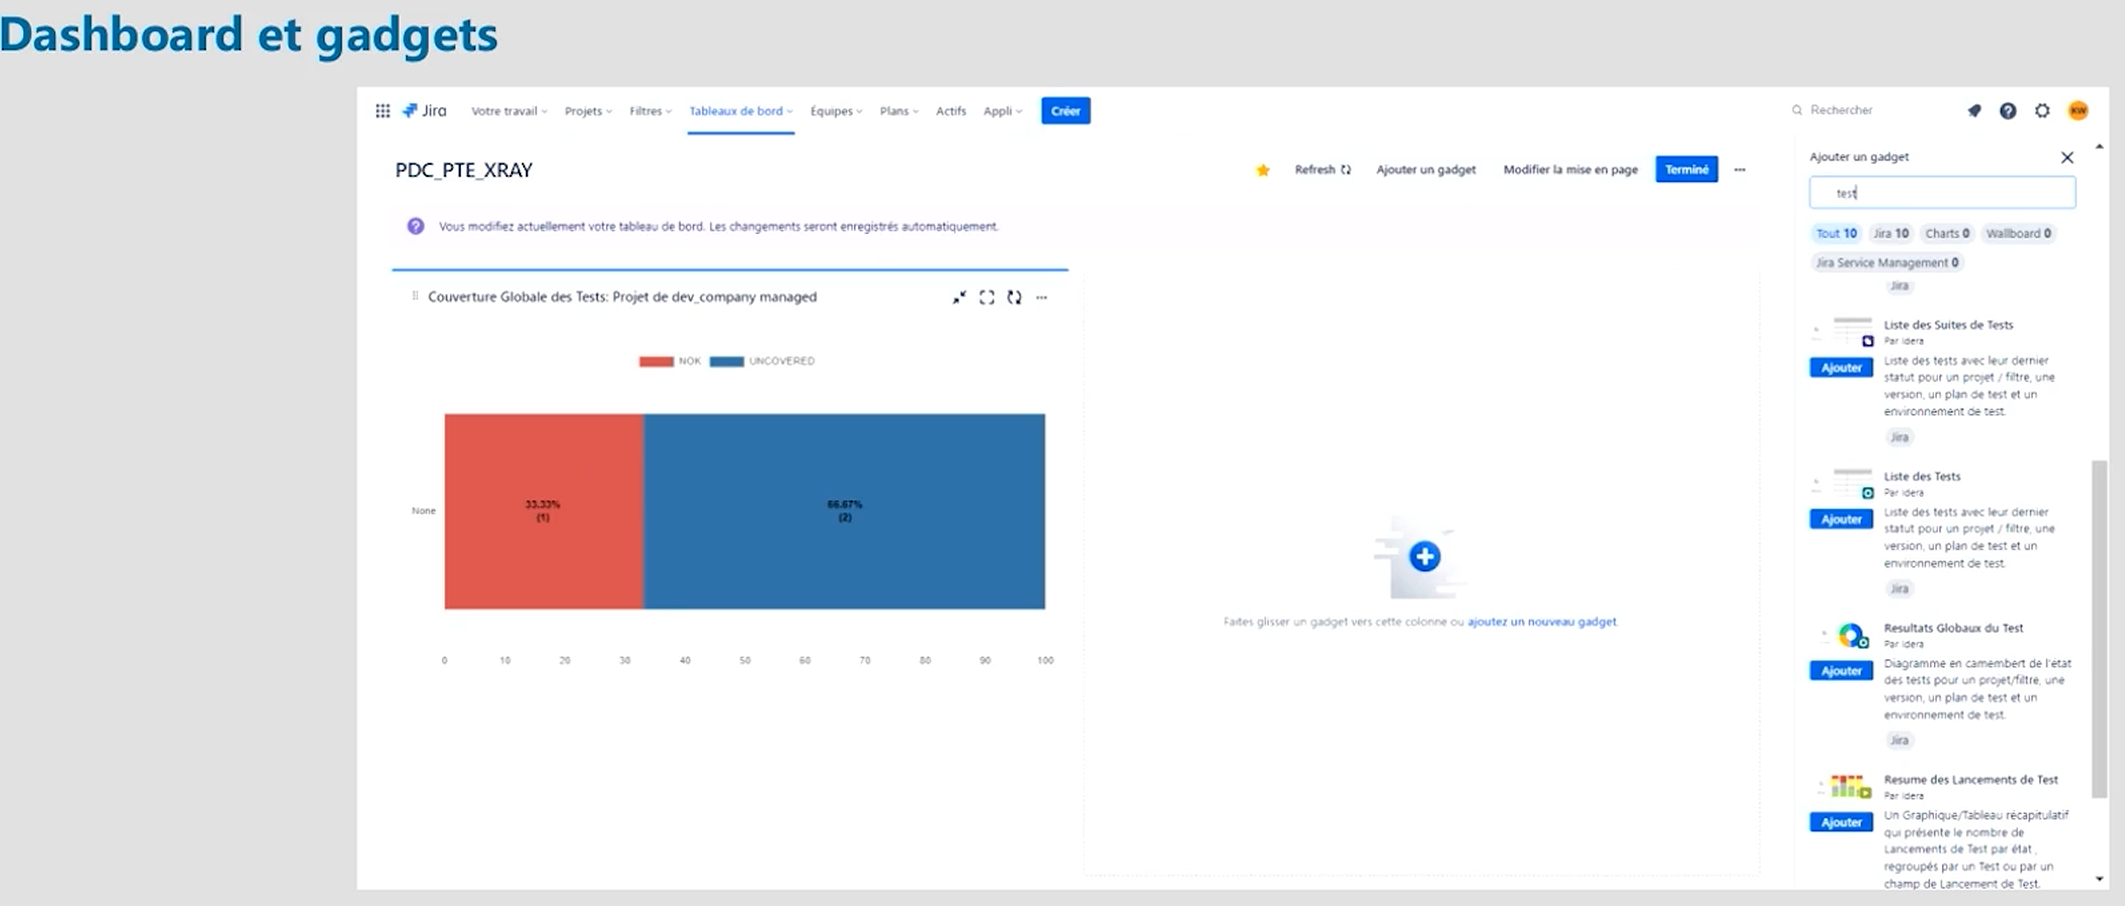 Dashboard et gadgets
Jira
Votre travail
Projets
Filtres
Tableaux de bord
Équipes
Plans
Actifs
Appli
Créer
Rechercher
KW
PDC_PTE_XRAY
Refresh
Ajouter un gadget
Modifier la mise en page
Terminé
Vous modifiez actuellement votre tableau de bord. Les changements seront enregistrés automatiquement.
Couverture Globale des Tests: Projet de dev_company managed
NOK
UNCOVERED
None
33.33%
(1)
66.67%
(2)
0 10 20 30 40 50 60 70 80 90 100
Faites glisser un gadget vers cette colonne ou ajoutez un nouveau gadget.
Ajouter un gadget
test
Tout 10
Jira 10
Charts 0
Wallboard 0
Jira Service Management 0
Jira
Liste des Suites de Tests
Par Idera
Ajouter
Liste des tests avec leur dernier
statut pour un projet / filtre, une
version, un plan de test et un
environnement de test.
Jira
Liste des Tests
Par Idera
Ajouter
Liste des tests avec leur dernier
statut pour un projet / filtre, une
version, un plan de test et un
environnement de test.
Jira
Resultats Globaux du Test
Par Idera
Ajouter
Diagramme en camembert de l'état
des tests pour un projet/filtre, une
version, un plan de test et un
environnement de test.
Jira
Resume des Lancements de Test
Par Idera
Ajouter
Un Graphique/Tableau récapitulatif
qui présente le nombre de
Lancements de Test par état ,
regroupés par un Test ou par un
champ de Lancement de Test.